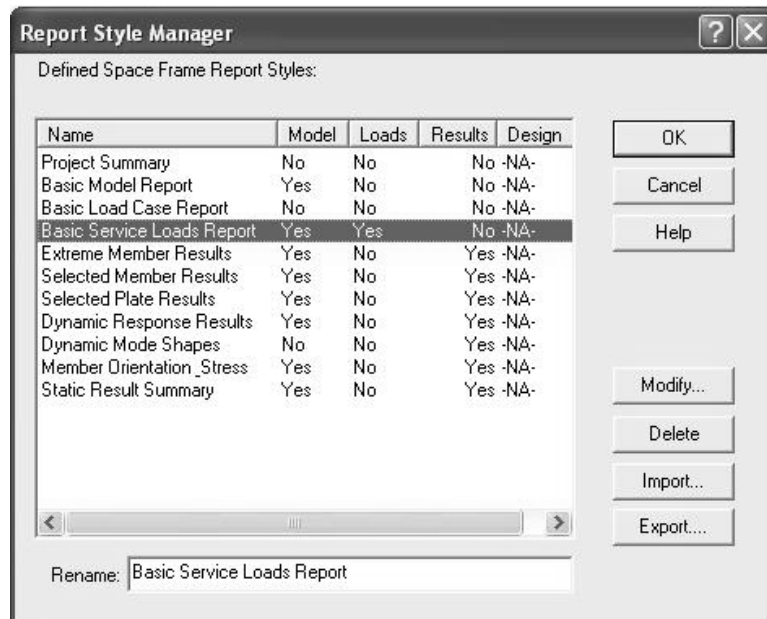 Report Style Manager
Defined Space Frame Report Styles:
Name Model Loads Results Design
Project Summary No No No -NA-
Basic Model Report Yes No No -NA-
Basic Load Case Report No No No -NA-
Basic Service Loads Report Yes Yes No -NA-
Extreme Member Results Yes No Yes -NA-
Selected Member Results Yes No Yes -NA-
Selected Plate Results Yes No Yes -NA-
Dynamic Response Results Yes No Yes -NA-
Dynamic Mode Shapes No No Yes -NA-
Member Orientation_Stress Yes No Yes -NA-
Static Result Summary Yes No Yes -NA-
OK
Cancel
Help
Modify...
Delete
Import...
Export....
Rename: Basic Service Loads Report